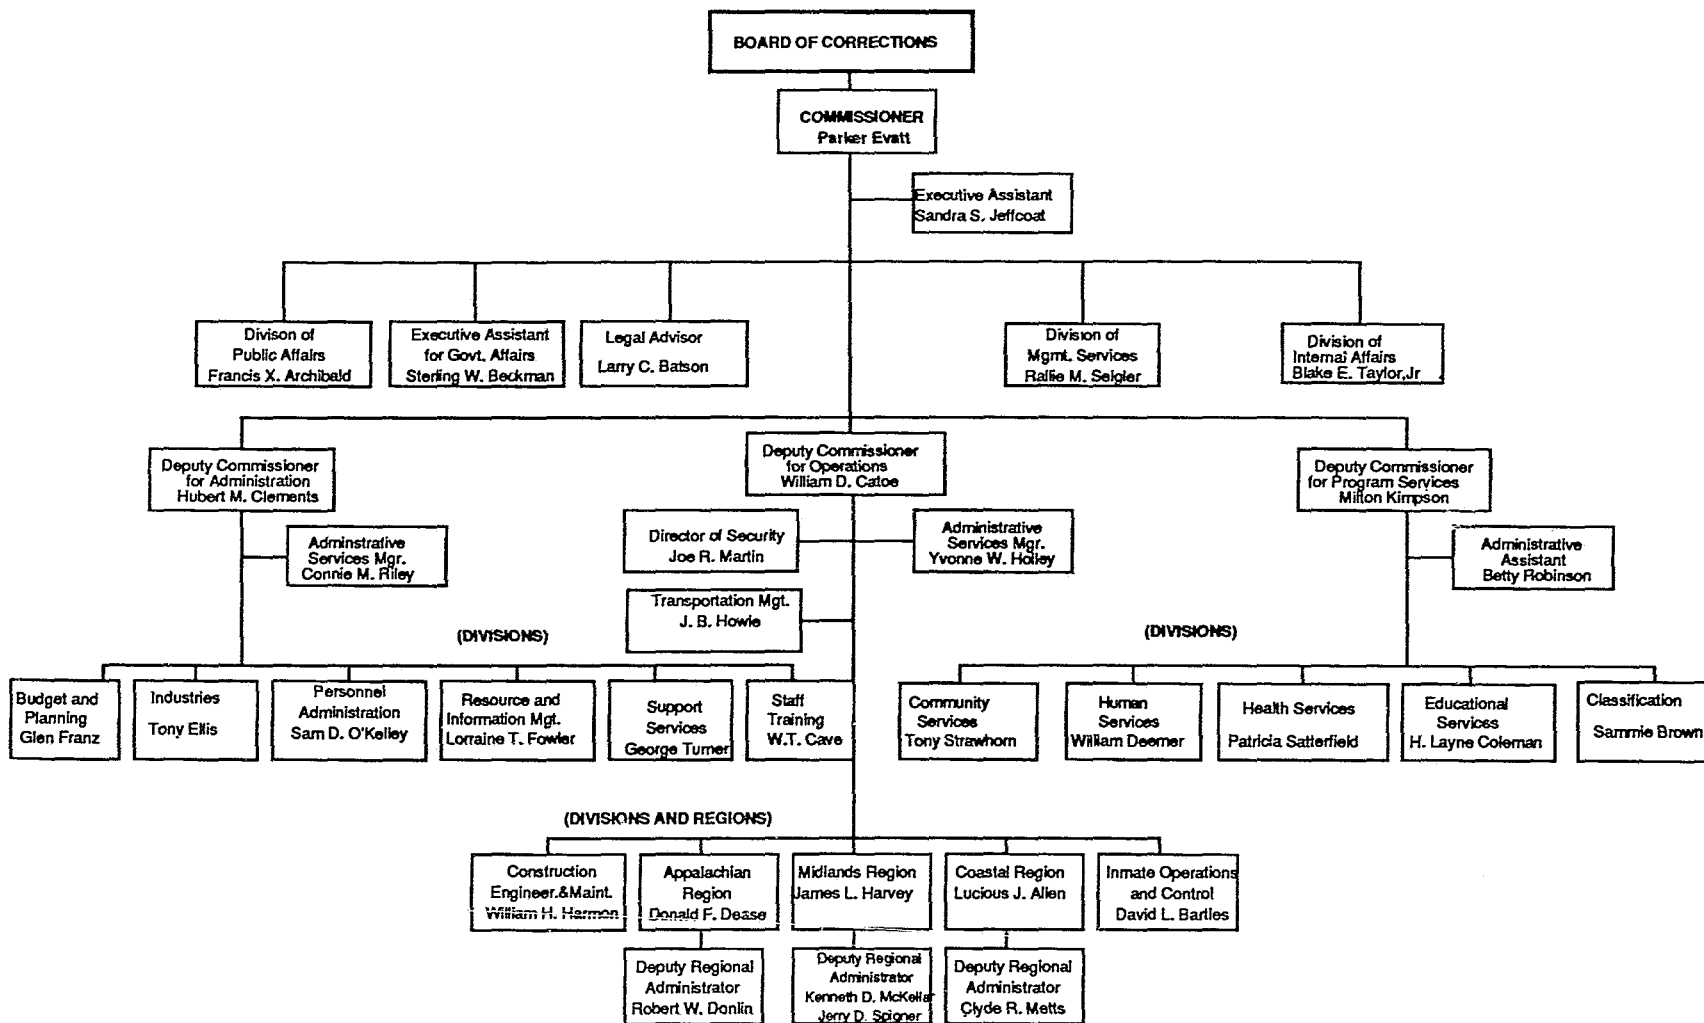 BOARD OF CORRECTIONS
COMMISSIONER
Parker Evatt
Executive Assistant
Sandra S. Jeffcoat
Divison of
Public Affairs
Francis X. Archibald
Executive Assistant
for Govt. Affairs
Sterling W. Beckman
Legal Advisor
Larry C. Batson
Division of
Mgmt. Services
Rallie M. Seigler
Division of
Internal Affairs
Blake E. Taylor,Jr
Deputy Commissioner
for Administration
Hubert M. Clements
Deputy Commissioner
for Operations
William D. Catoe
Deputy Commissioner
for Program Services
Milton Kimpson
Adminstrative
Services Mgr.
Connie M. Riley
Director of Security
Joe R. Martin
Administrative
Services Mgr.
Yvonne W. Holley
Administrative
Assistant
Betty Robinson
Transportation Mgt.
J. B. Howie
(DIVISIONS)
(DIVISIONS)
Budget and
Planning
Glen Franz
Industries
Tony Ellis
Personnel
Administration
Sam D. O'Kelley
Resource and
Information Mgt.
Lorraine T. Fowler
Support
Services
George Turner
Staff
Training
W.T. Cave
Community
Services
Tony Strawhorn
Human
Services
William Deemer
Health Services
Patricia Satterfield
Educational
Services
H. Layne Coleman
Classification
Sammie Brown
(DIVISIONS AND REGIONS)
Construction
Engineer.&Maint.
William H. Harmon
Appalachian
Region
Donald F. Dease
Midlands Region
James L. Harvey
Coastal Region
Lucious J. Allen
Inmate Operations
and Control
David L. Bartles
Deputy Regional
Administrator
Robert W. Donlin
Deputy Regional
Administrator
Kenneth D. McKellar
Jerry D. Spigner
Deputy Regional
Administrator
Clyde R. Metts